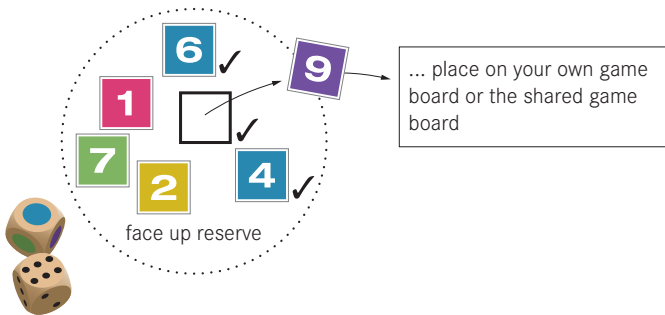 6
9
... place on your own game
board or the shared game
board
1
7
2
4
face up reserve